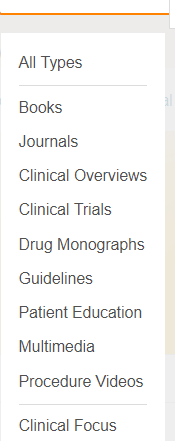 All Types
Books
Journals
Clinical Overviews
Clinical Trials
Drug Monographs
Guidelines
Patient Education
Multimedia
Procedure Videos
Clinical Focus